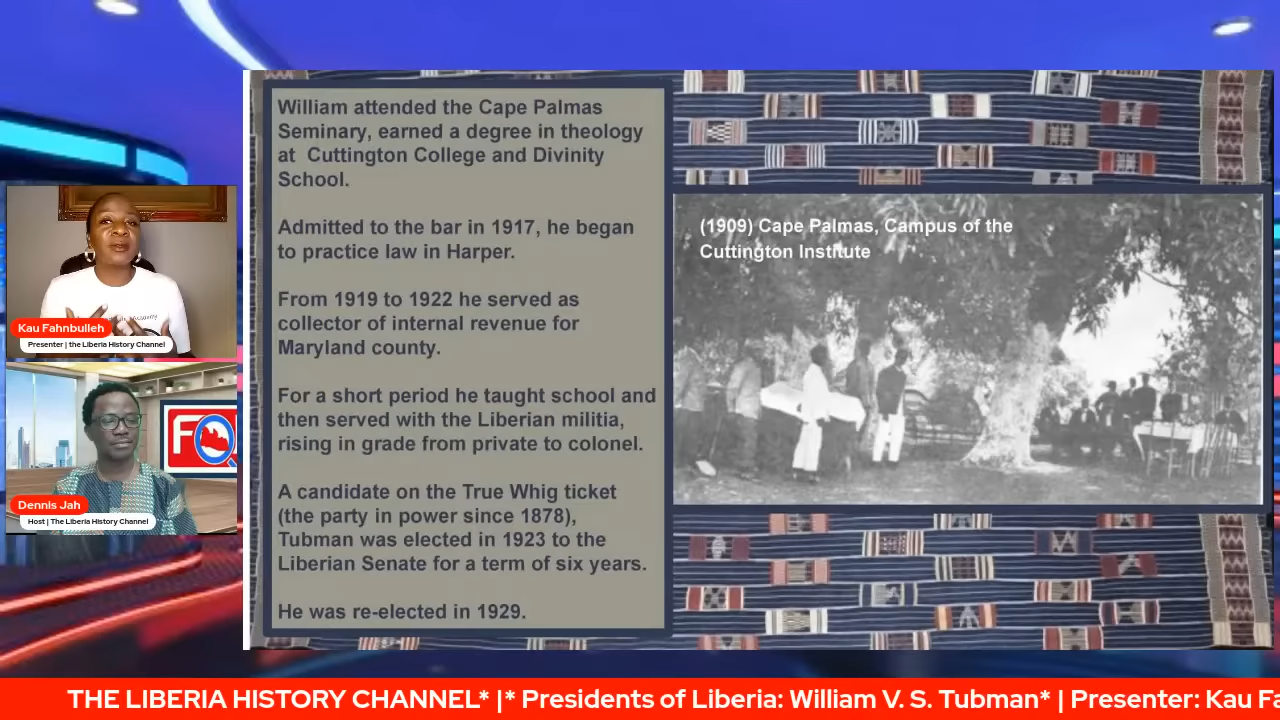 William attended the Cape Palmas
Seminary, earned a degree in theology
at Cuttington College and Divinity
School.
Admitted to the bar in 1917, he began
to practice law in Harper.
From 1919 to 1922 he served as
collector of internal revenue for
Maryland county.
For a short period he taught school and
then served with the Liberian militia,
rising in grade from private to colonel.
A candidate on the True Whig ticket
(the party in power since 1878),
Tubman was elected in 1923 to the
Liberian Senate for a term of six years.
He was re-elected in 1929.
(1909) Cape Palmas, Campus of the
Cuttington Institute
Kau Fahnbulleh
Presenter | the Liberia History Channel
Dennis Jah
Host | The Liberia History Channel
THE LIBERIA HISTORY CHANNEL* |* Presidents of Liberia: William V. S. Tubman* | Presenter: Kau Fa